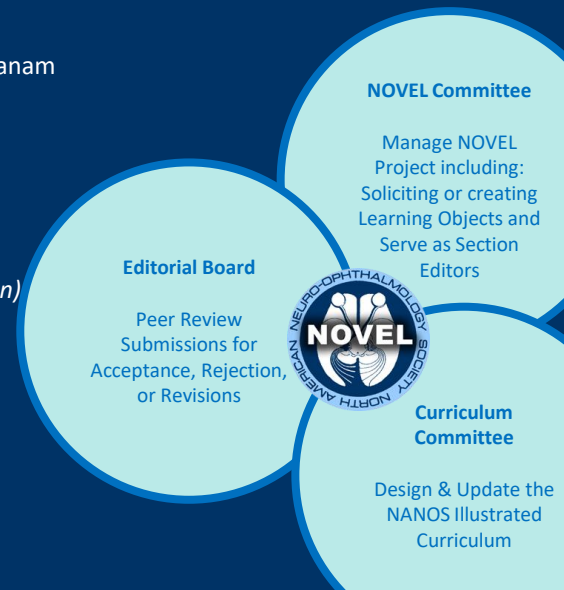 anam
n)
NOVEL Committee
Manage NOVEL
Project including:
Soliciting or creating
Learning Objects and
Serve as Section
Editors
Editorial Board
Peer Review
Submissions for
Acceptance, Rejection,
or Revisions
NORTH AMERICAN NEURO-OPHTHALMOLOGY SOCIETY
NOVEL
Curriculum
Committee
Design & Update the
NANOS Illustrated
Curriculum